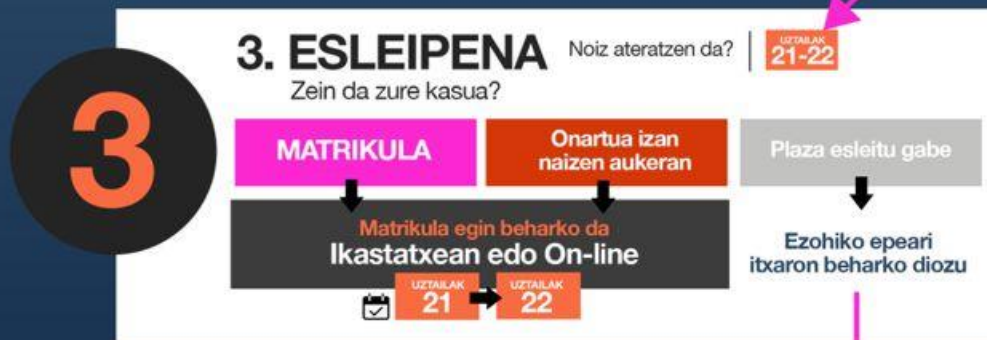 3
3. ESLEIPENA
Noiz ateratzen da?
UZTAILAK
21-22
Zein da zure kasua?
MATRIKULA
Onartua izan
naizen aukeran
Plaza esleitu gabe
Matrikula egin beharko da
Ikastatxean edo On-line
UZTAILAK
21
UZTAILAK
22
Ezohiko epeari
itxaron beharko diozu